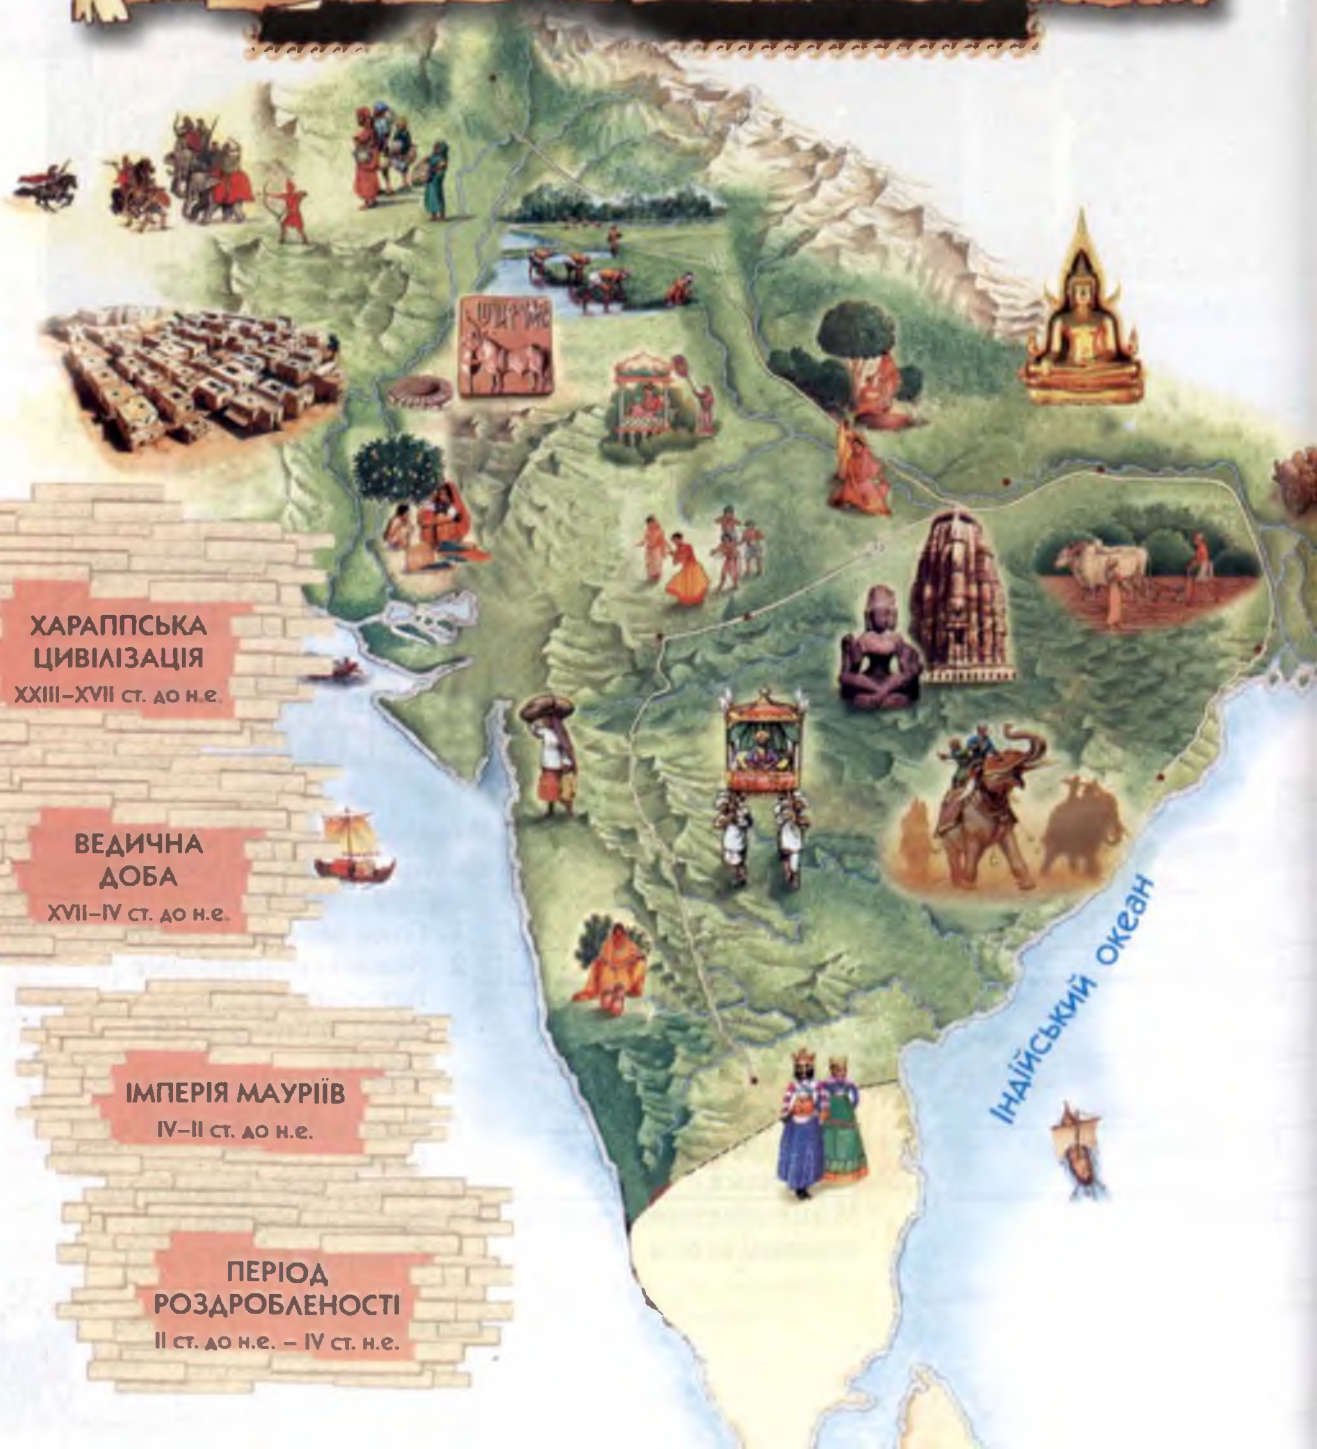 ХАРАППСЬКА
ЦИВІЛІЗАЦІЯ
XXIII–XVII ст. до н.е.
ВЕДИЧНА
ДОБА
XVII–IV ст. до н.е.
ІМПЕРІЯ МАУРІЇВ
IV–II ст. до н.е.
ПЕРІОД
РОЗДРОБЛЕНОСТІ
II ст. до н.е. – IV ст. н.е.
Індійський океан